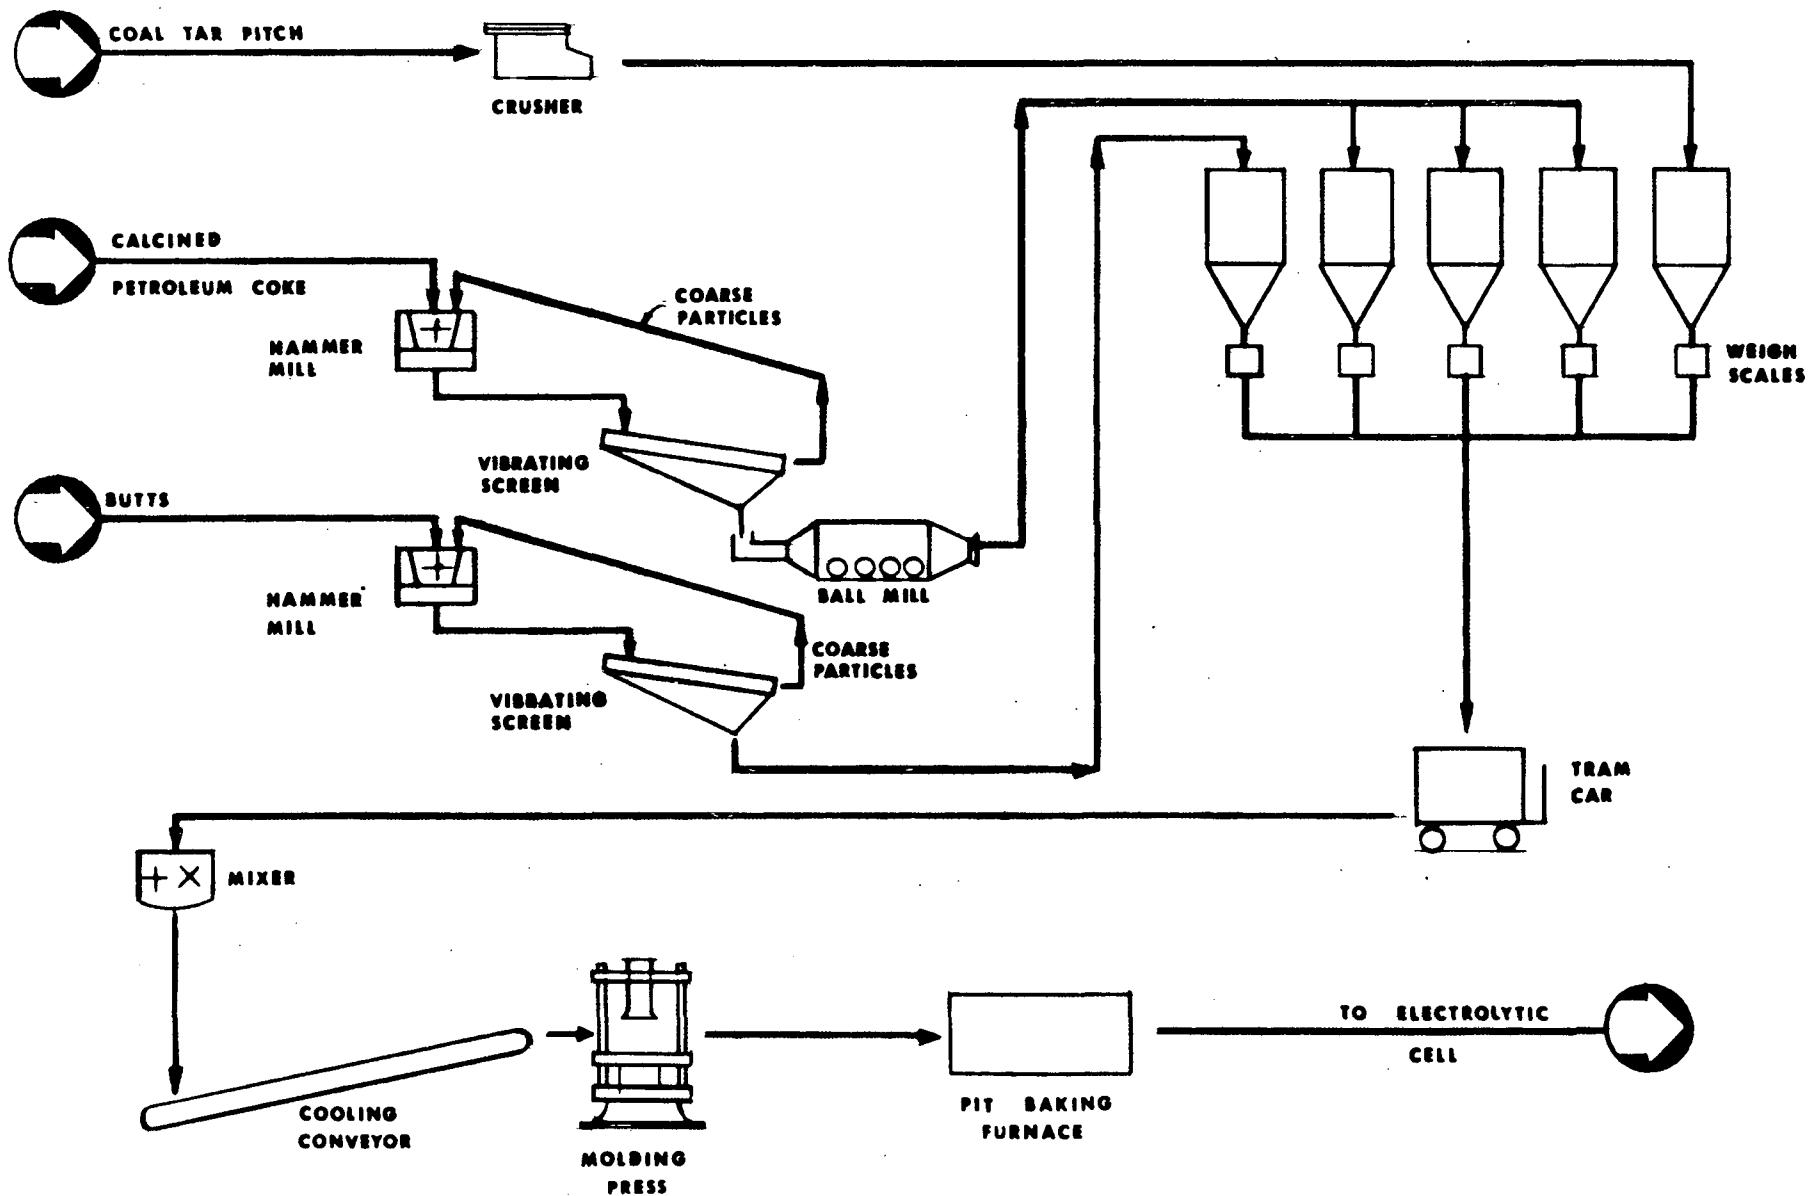 COAL TAR PITCH
CRUSHER
CALCINED
PETROLEUM COKE
COARSE
PARTICLES
HAMMER
MILL
WEIGH
SCALES
VIBRATING
SCREEN
BUTTS
BALL MILL
HAMMER
MILL
COARSE
PARTICLES
VIBRATING
SCREEN
TRAM
CAR
MIXER
TO ELECTROLYTIC
CELL
COOLING
CONVEYOR
PIT BAKING
FURNACE
MOLDING
PRESS